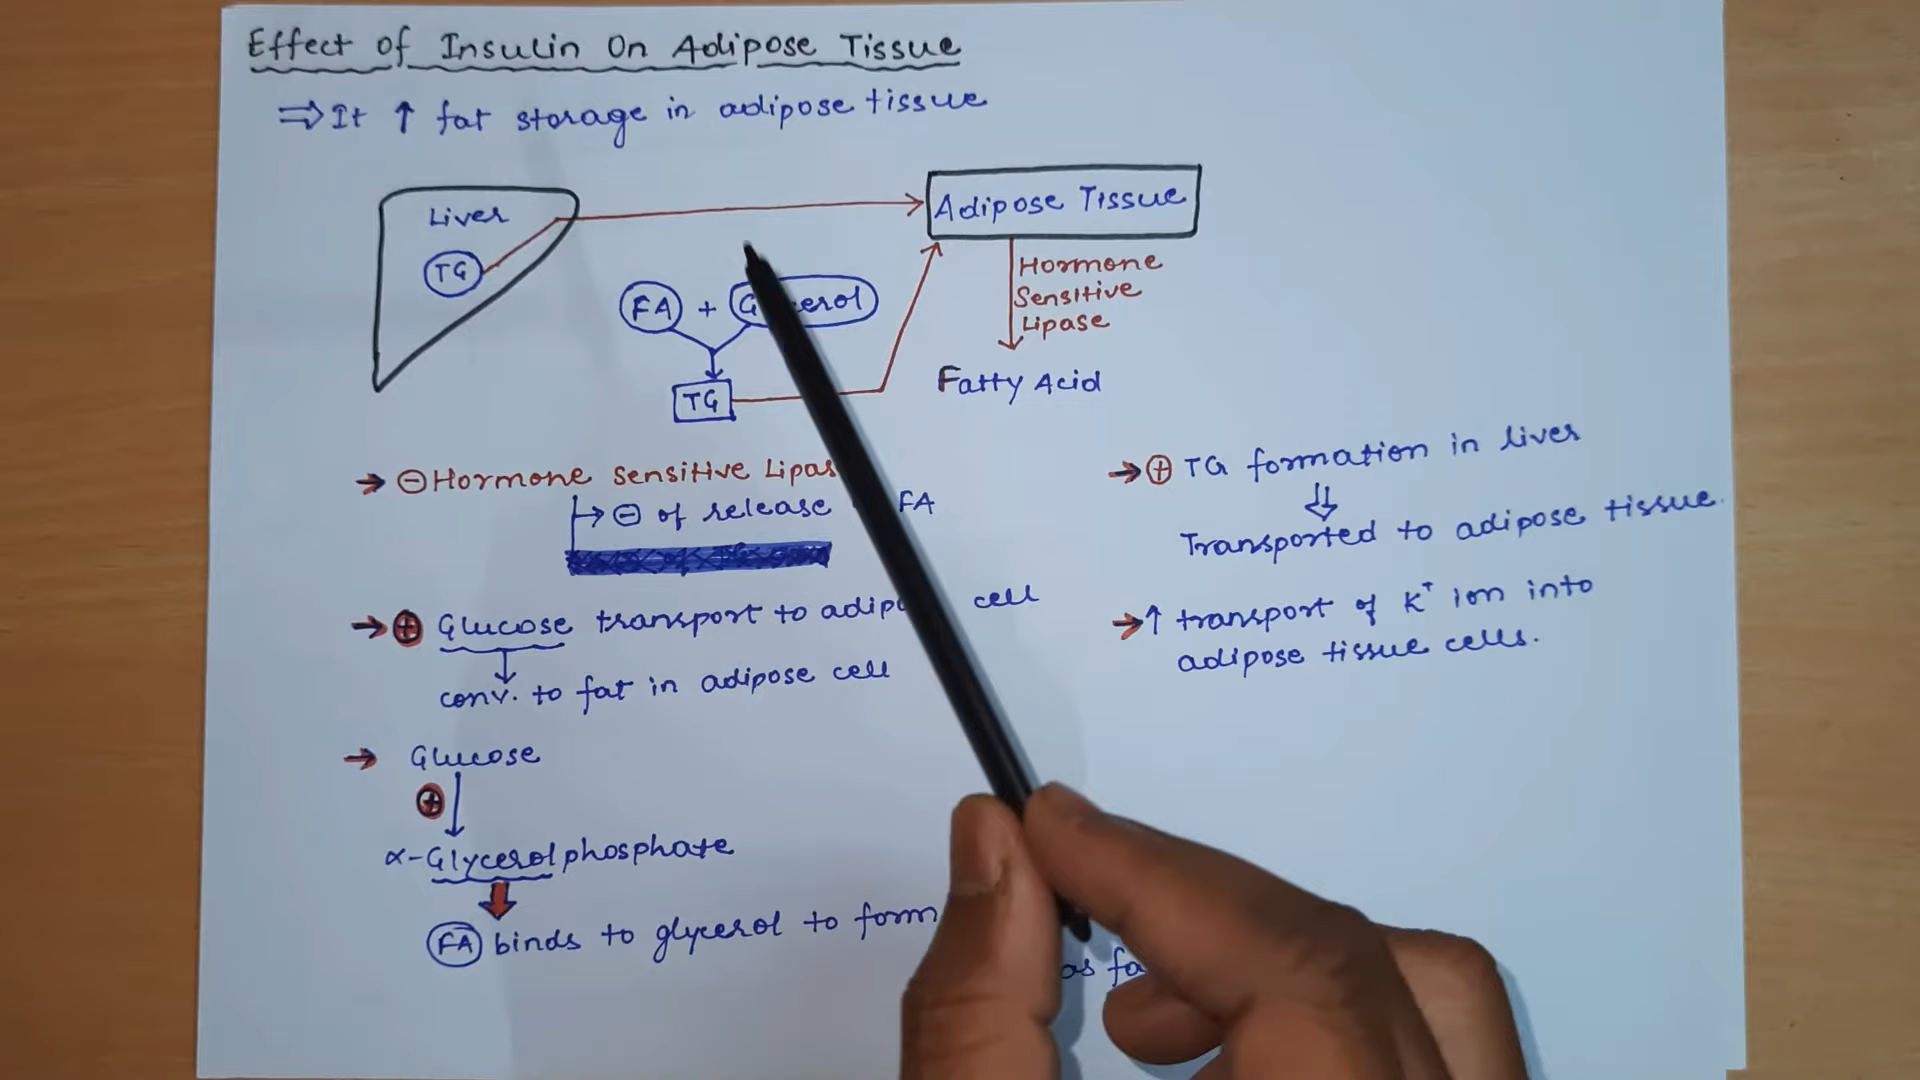 Effect of Insulin On Adipose Tissue
⇒ It ↑ fat storage in adipose tissue
Liver
TG
Adipose Tissue
FA +
TG
Hormone
Sensitive
Lipase
Fatty Acid
→ ⊖ Hormone Sensitive
→ ⊖ of release FA
→ ⊕ Glucose transport to cell
conv. to fat in adipose cell
→ Glucose
⊕
α-Glycerol phosphate
FA binds to glycerol to form
as
→ ⊕ TG formation in liver
⇓
Transported to adipose tissue.
→ ↑ transport of K⁺ ion into
adipose tissue cells.